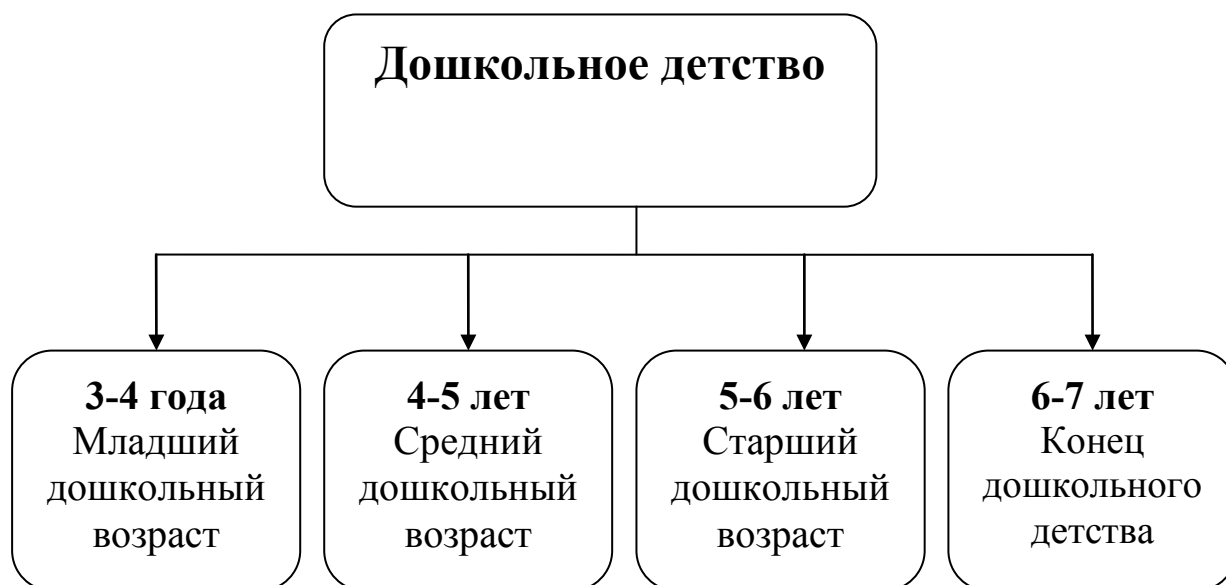 Дошкольное детство
3-4 года
Младший
дошкольный
возраст
4-5 лет
Средний
дошкольный
возраст
5-6 лет
Старший
дошкольный
возраст
6-7 лет
Конец
дошкольного
детства